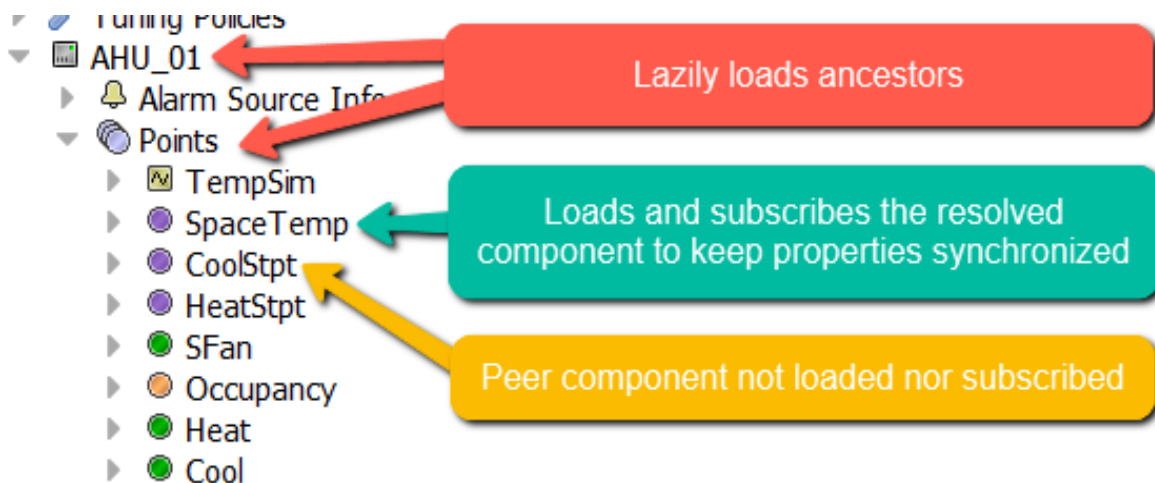 Tuning Policies
AHU_01
Alarm Source Info
Points
TempSim
SpaceTemp
CoolStpt
HeatStpt
SFan
Occupancy
Heat
Cool
Lazily loads ancestors
Loads and subscribes the resolved
component to keep properties synchronized
Peer component not loaded nor subscribed